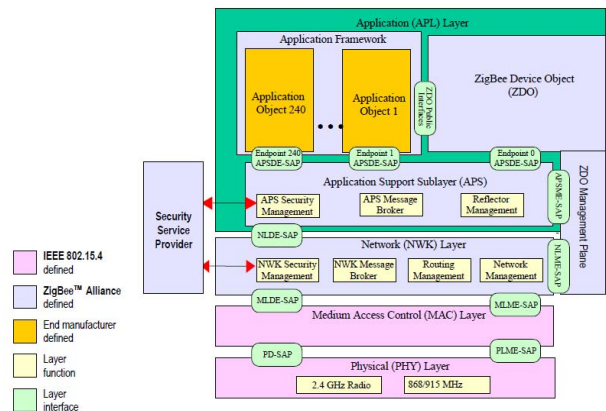 Application (APL) Layer
Application Framework
Application
Object 240
Application
Object 1
ZDO Public
Interfaces
ZigBee Device Object
(ZDO)
Endpoint 240
APSDE-SAP
Endpoint 1
APSDE-SAP
Endpoint 0
APSDE-SAP
Application Support Sublayer (APS)
APS Security
Management
APS Message
Broker
Reflector
Management
APSME-SAP
ZDO Management Plane
Security
Service
Provider
NLDE-SAP
Network (NWK) Layer
NWK Security
Management
NWK Message
Broker
Routing
Management
Network
Management
NLME-SAP
MLDE-SAP
MLME-SAP
Medium Access Control (MAC) Layer
PD-SAP
PLME-SAP
Physical (PHY) Layer
2.4 GHz Radio
868/915 MHz
IEEE 802.15.4
defined
ZigBee™ Alliance
defined
End manufacturer
defined
Layer
function
Layer
interface